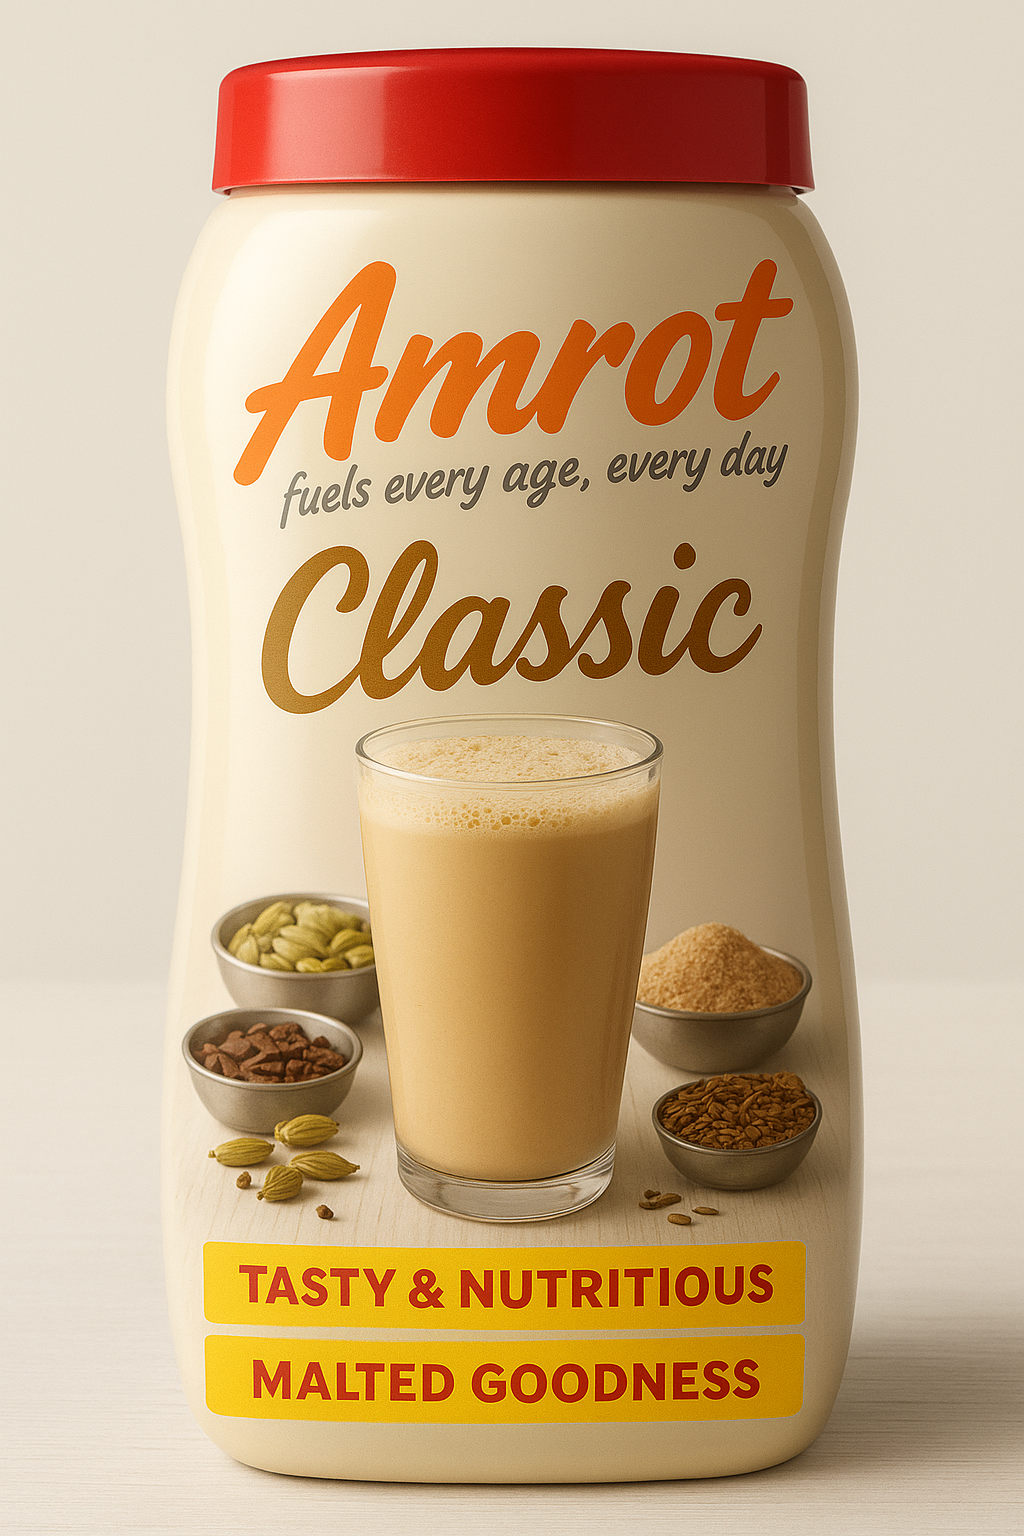 Amrot
fuels every age, every day
Classic
TASTY & NUTRITIOUS
MALTED GOODNESS